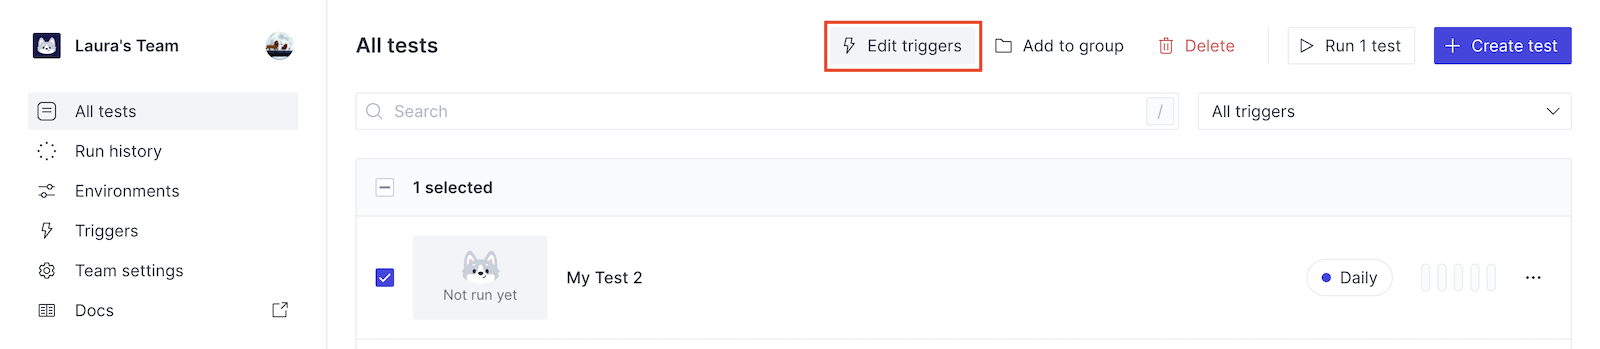 Laura's Team
All tests
Run history
Environments
Triggers
Team settings
Docs
All tests
Edit triggers
Add to group
Delete
Run 1 test
Create test
Search
/
All triggers
1 selected
Not run yet
My Test 2
Daily